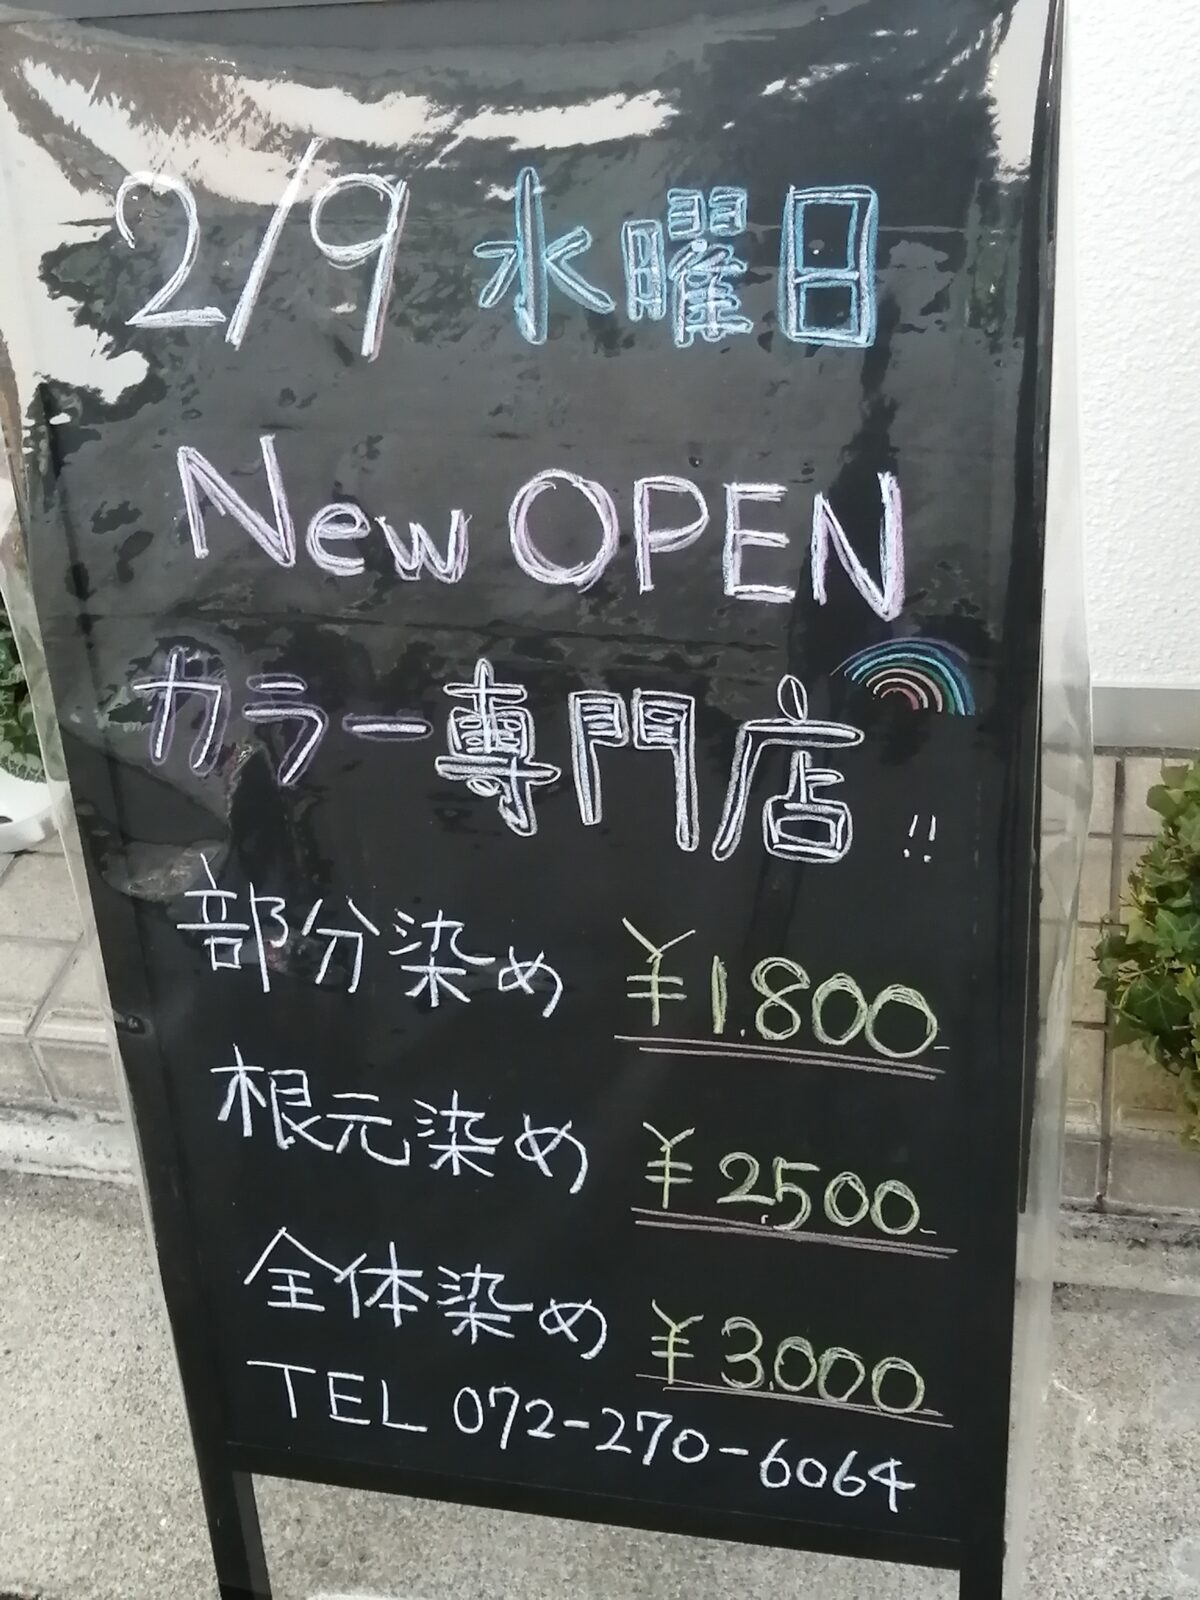 2/9 水曜日
New OPEN
カラー専門店!!
部分染め ¥1.800-
根元染め ¥2.500-
全体染め ¥3.000-
TEL 072-270-6064